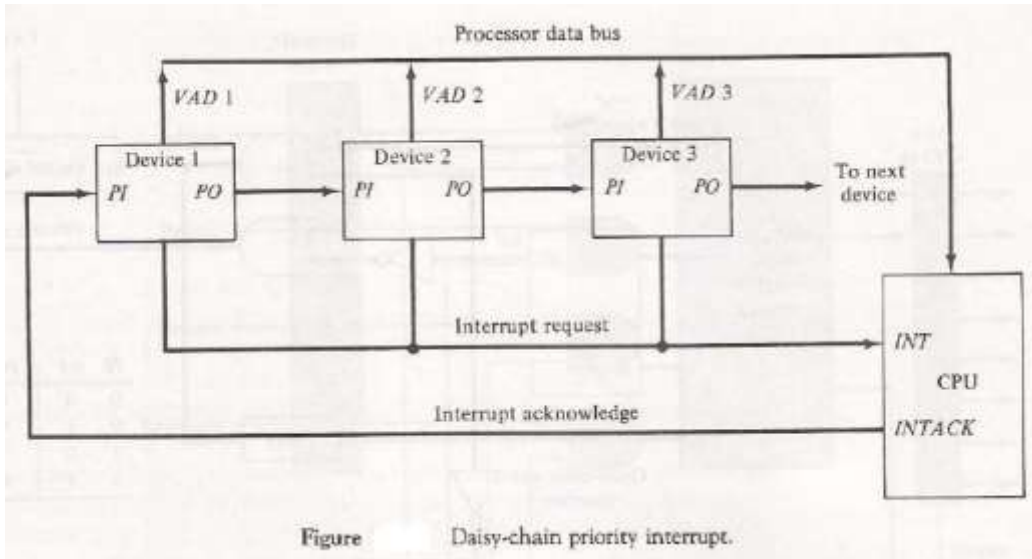 Processor data bus
VAD 1
VAD 2
VAD 3
Device 1
PI PO
Device 2
PI PO
Device 3
PI PO
To next
device
Interrupt request
INT
CPU
Interrupt acknowledge
INTACK
Figure Daisy-chain priority interrupt.